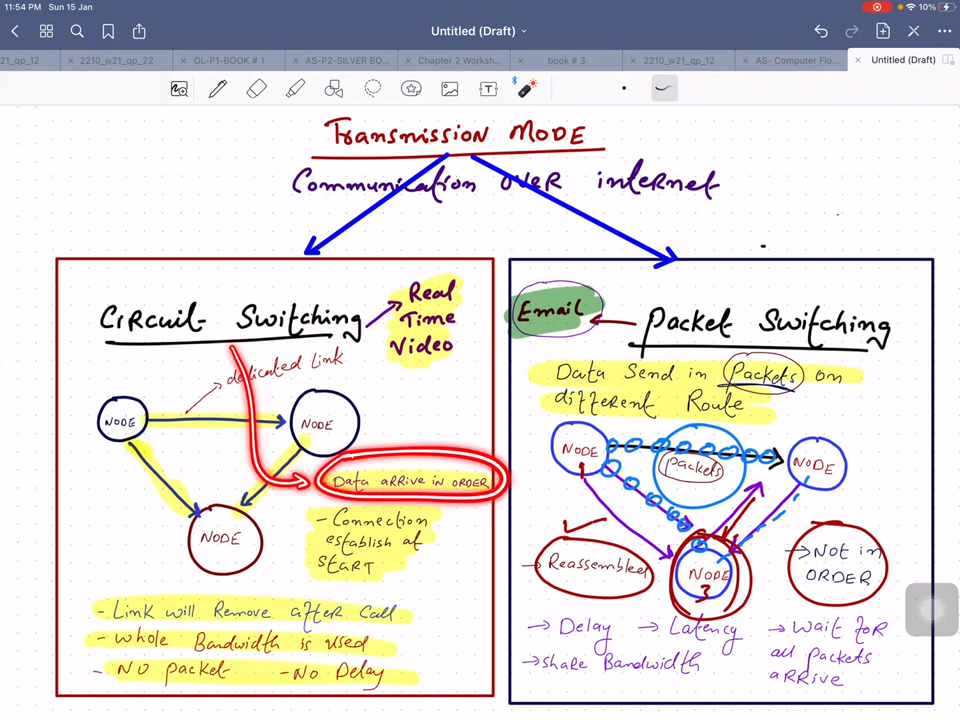 11:54 PM Sun 15 Jan
10%
Untitled (Draft)
21_qp_12
2210_w21_qp_22
OL-P1-BOOK # 1
AS-P2-SILVER BO...
Chapter 2 Worksh...
book # 3
2210_w21_qp_12
AS- Computer Flo...
Untitled (Draft)
Transmission MODE
Communication OVER internet
Circuit Switching
Real
Time
Video
dedicated link
NODE
NODE
NODE
DATA ARRIVE IN ORDER
- Connection
establish at
START
- Link will Remove after call
- whole Bandwidth is used
- NO packet - NO Delay
Email
Packet Switching
Data Send in Packets on
different Route
NODE
1
packets
NODE
NODE
3
→ Reassembled
→ NOT in
ORDER
→ Delay → Latency → wait for
all packets
arrive
→ share Bandwidth